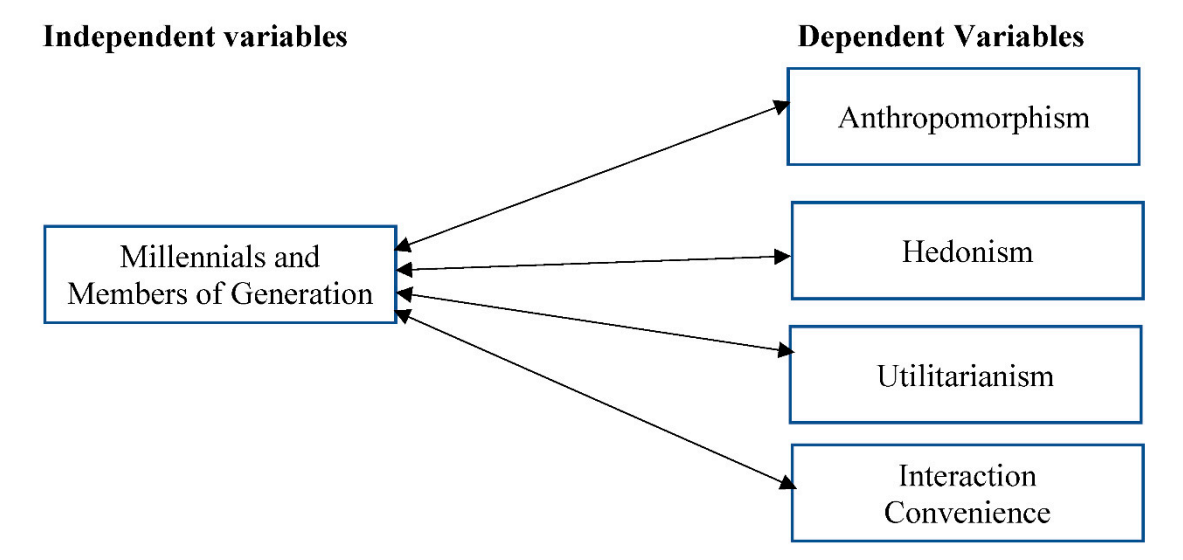 Independent variables
Dependent Variables
Anthropomorphism
Millennials and
Members of Generation
Hedonism
Utilitarianism
Interaction
Convenience